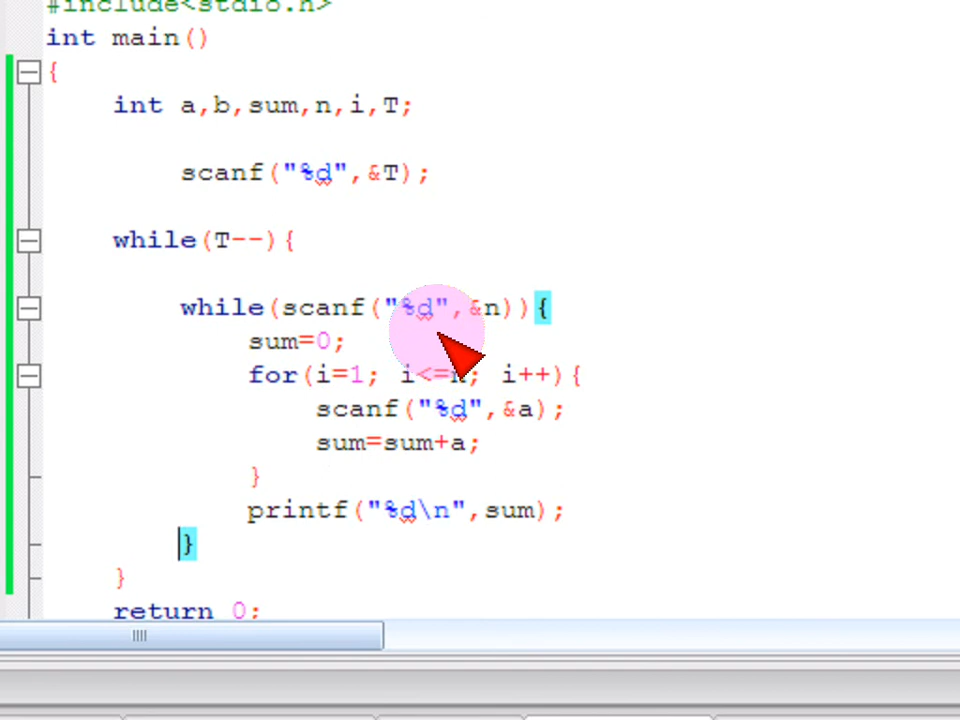 #include<stdio.h>
int main()
{
int a,b,sum,n,i,T;
scanf("%d",&T);
while(T--){
while(scanf("%d",&n)){
sum=0;
for(i=1; i<=n; i++){
scanf("%d",&a);
sum=sum+a;
}
printf("%d\n",sum);
}
}
return 0;